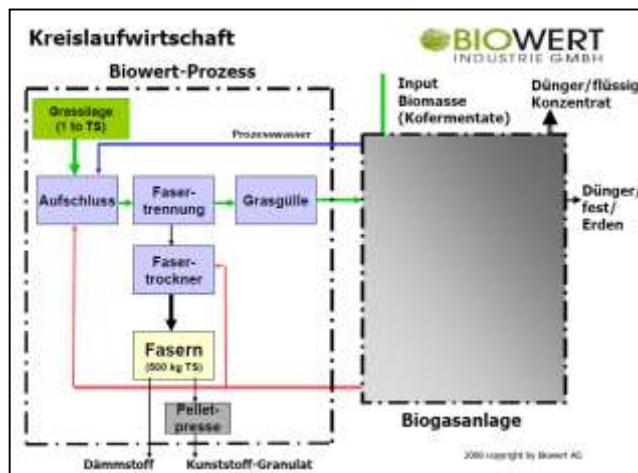 Kreislaufwirtschaft
BIOWERT
INDUSTRIE GMBH
Biowert-Prozess
Grassilage
(1 to TS)
Prozesswasser
Input
Biomasse
(Kofermentate)
Dünger/flüssig
Konzentrat
Aufschluss
Faser-
trennung
Grasgülle
Dünger/
fest/
Erden
Faser-
trockner
Fasern
(500 kg TS)
Pellet-
presse
Biogasanlage
Dämmstoff
Kunststoff-Granulat
2008 copyright by Biowert AG